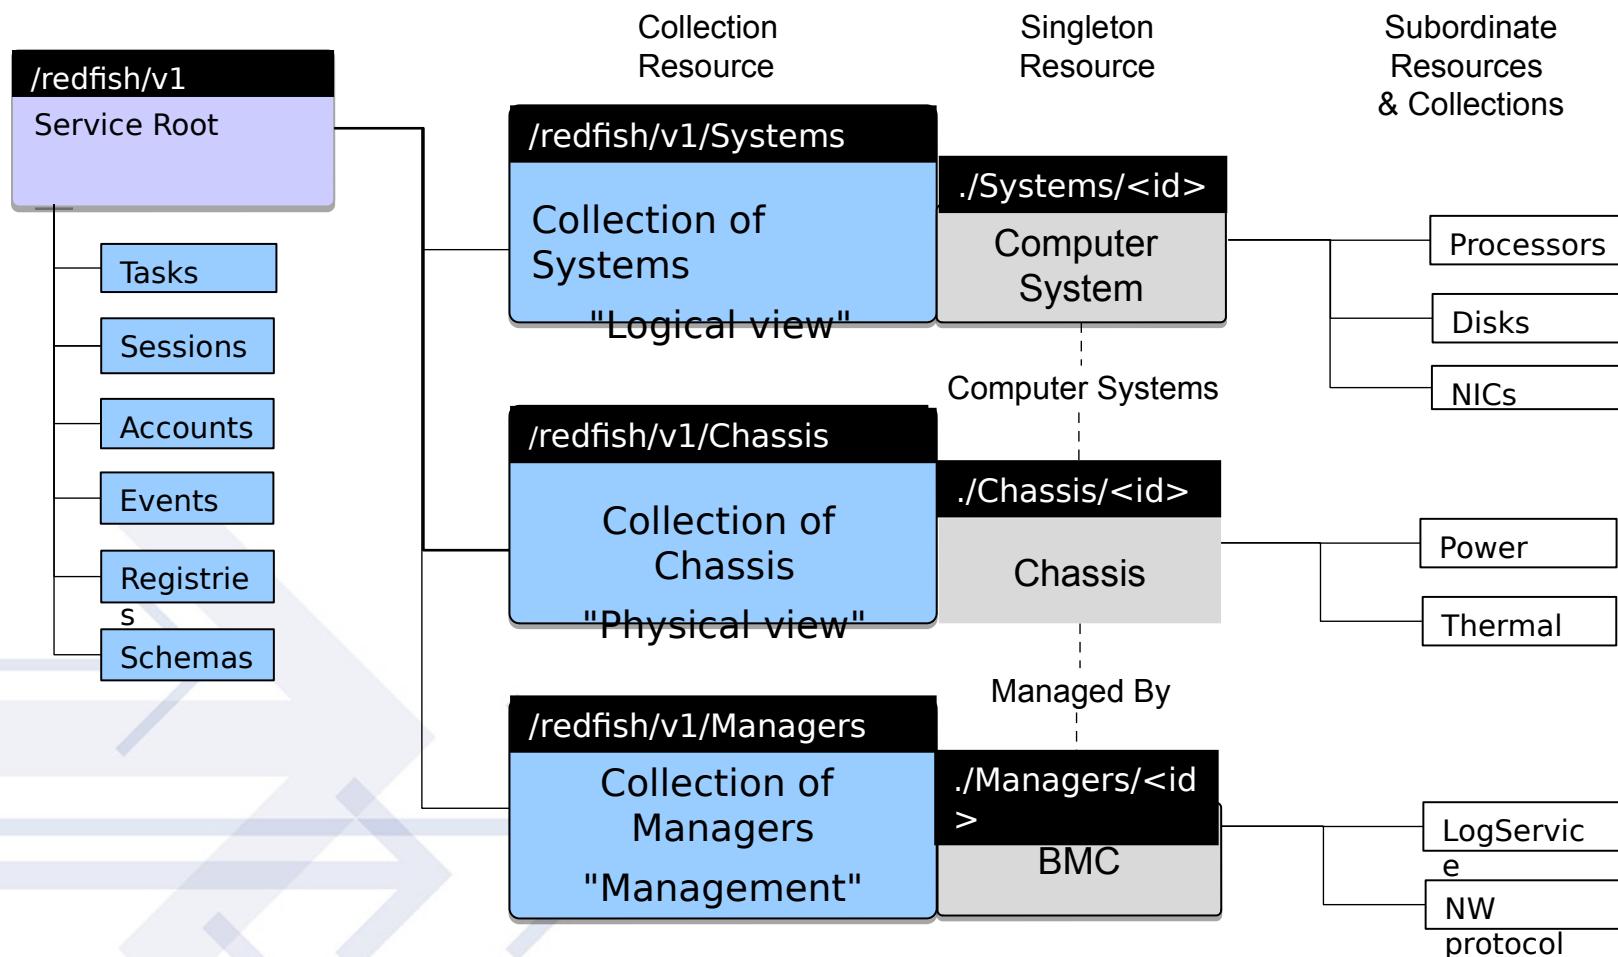 Collection
Resource
Singleton
Resource
Subordinate
Resources
& Collections
/redfish/v1
Service Root
Tasks
Sessions
Accounts
Events
Registrie
s
Schemas
/redfish/v1/Systems
Collection of
Systems
"Logical view"
./Systems/<id>
Computer
System
Processors
Disks
NICs
Computer Systems
/redfish/v1/Chassis
Collection of
Chassis
"Physical view"
./Chassis/<id>
Chassis
Power
Thermal
Managed By
/redfish/v1/Managers
Collection of
Managers
"Management"
./Managers/<id
>
BMC
LogServic
e
NW
protocol